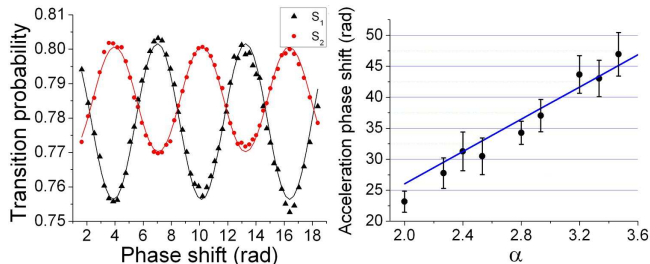 S1
S2
0.81
0.80
0.79
0.78
0.77
0.76
0.75
Transition probability
2 4 6 8 10 12 14 16 18
Phase shift (rad)
50
45
40
35
30
25
20
Acceleration phase shift (rad)
2.0 2.4 2.8 3.2 3.6
α